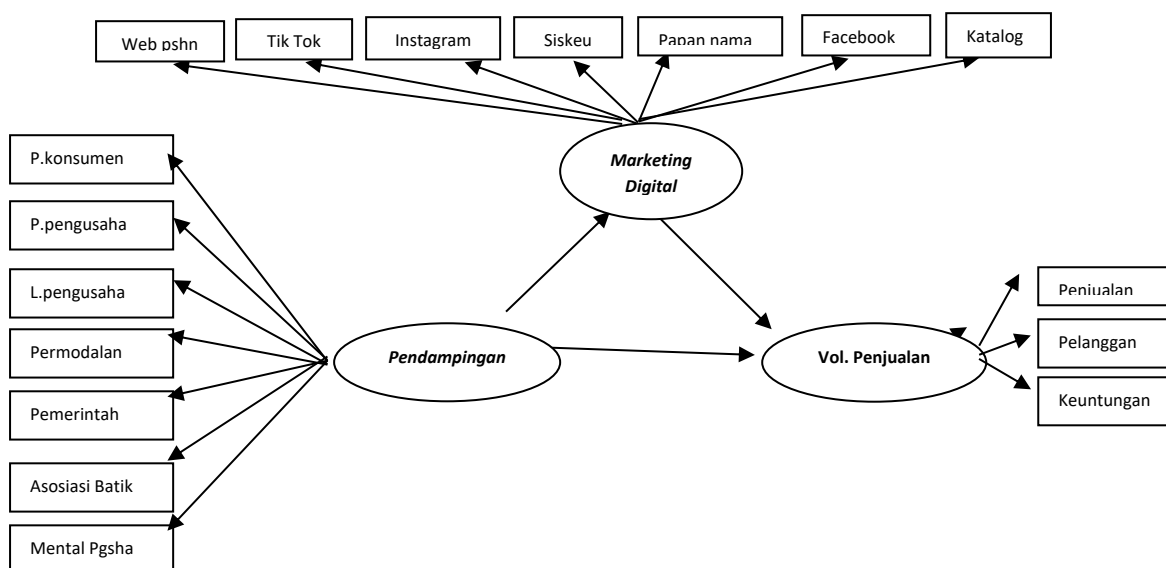 Web pshn
Tik Tok
Instagram
Siskeu
Papan nama
Facebook
Katalog
Marketing
Digital
P.konsumen
P.pengusaha
L.pengusaha
Permodalan
Pemerintah
Asosiasi Batik
Mental Pgsha
Pendampingan
Vol. Penjualan
Penjualan
Pelanggan
Keuntungan